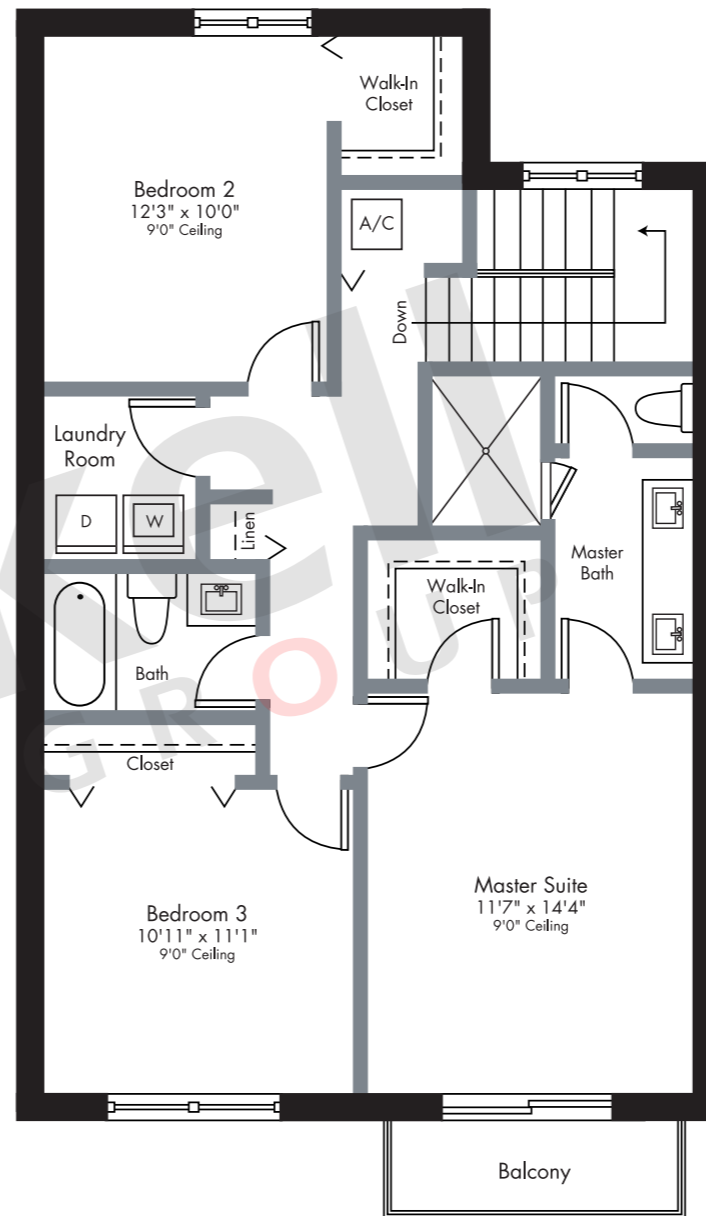 Walk-In
Closet
Bedroom 2
12'3" x 10'0"
9'0" Ceiling
A/C
Down
Laundry
Room
D
W
Linen
Master
Bath
Walk-In
Closet
Bath
Closet
Master Suite
11'7" x 14'4"
9'0" Ceiling
Bedroom 3
10'11" x 11'1"
9'0" Ceiling
Balcony
kell
GROUP